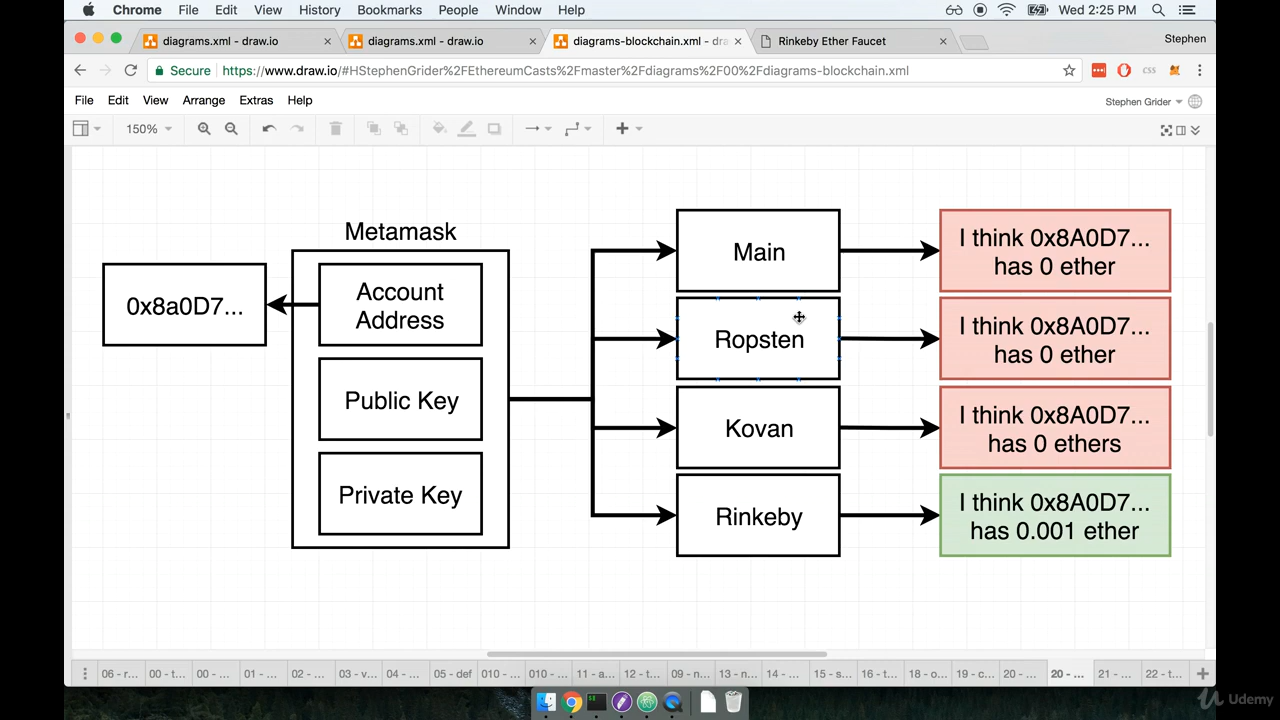 Chrome File Edit View History Bookmarks People Window Help Wed 2:25 PM
diagrams.xml - draw.io diagrams.xml - draw.io diagrams-blockchain.xml - dra Rinkeby Ether Faucet Stephen
Secure https://www.draw.io/#HStephenGrider%2FEthereumCasts%2Fmaster%2Fdiagrams%2F00%2Fdiagrams-blockchain.xml css
File Edit View Arrange Extras Help Stephen Grider
150%
Metamask
0x8a0D7...
Account
Address
Public Key
Private Key
Main
Ropsten
Kovan
Rinkeby
I think 0x8A0D7...
has 0 ether
I think 0x8A0D7...
has 0 ether
I think 0x8A0D7...
has 0 ethers
I think 0x8A0D7...
has 0.001 ether
06 - r... 00 - t... 00 - ... 01 - ... 02 - ... 03 - v... 04 - ... 05 - def 010 - ... 010 - ... 11 - a... 12 - t... 09 - n... 13 - n... 14 - ... 15 - s... 16 - t... 18 - o... 19 - c... 20 - ... 20 - ... 21 - ... 22 - t...
Udemy